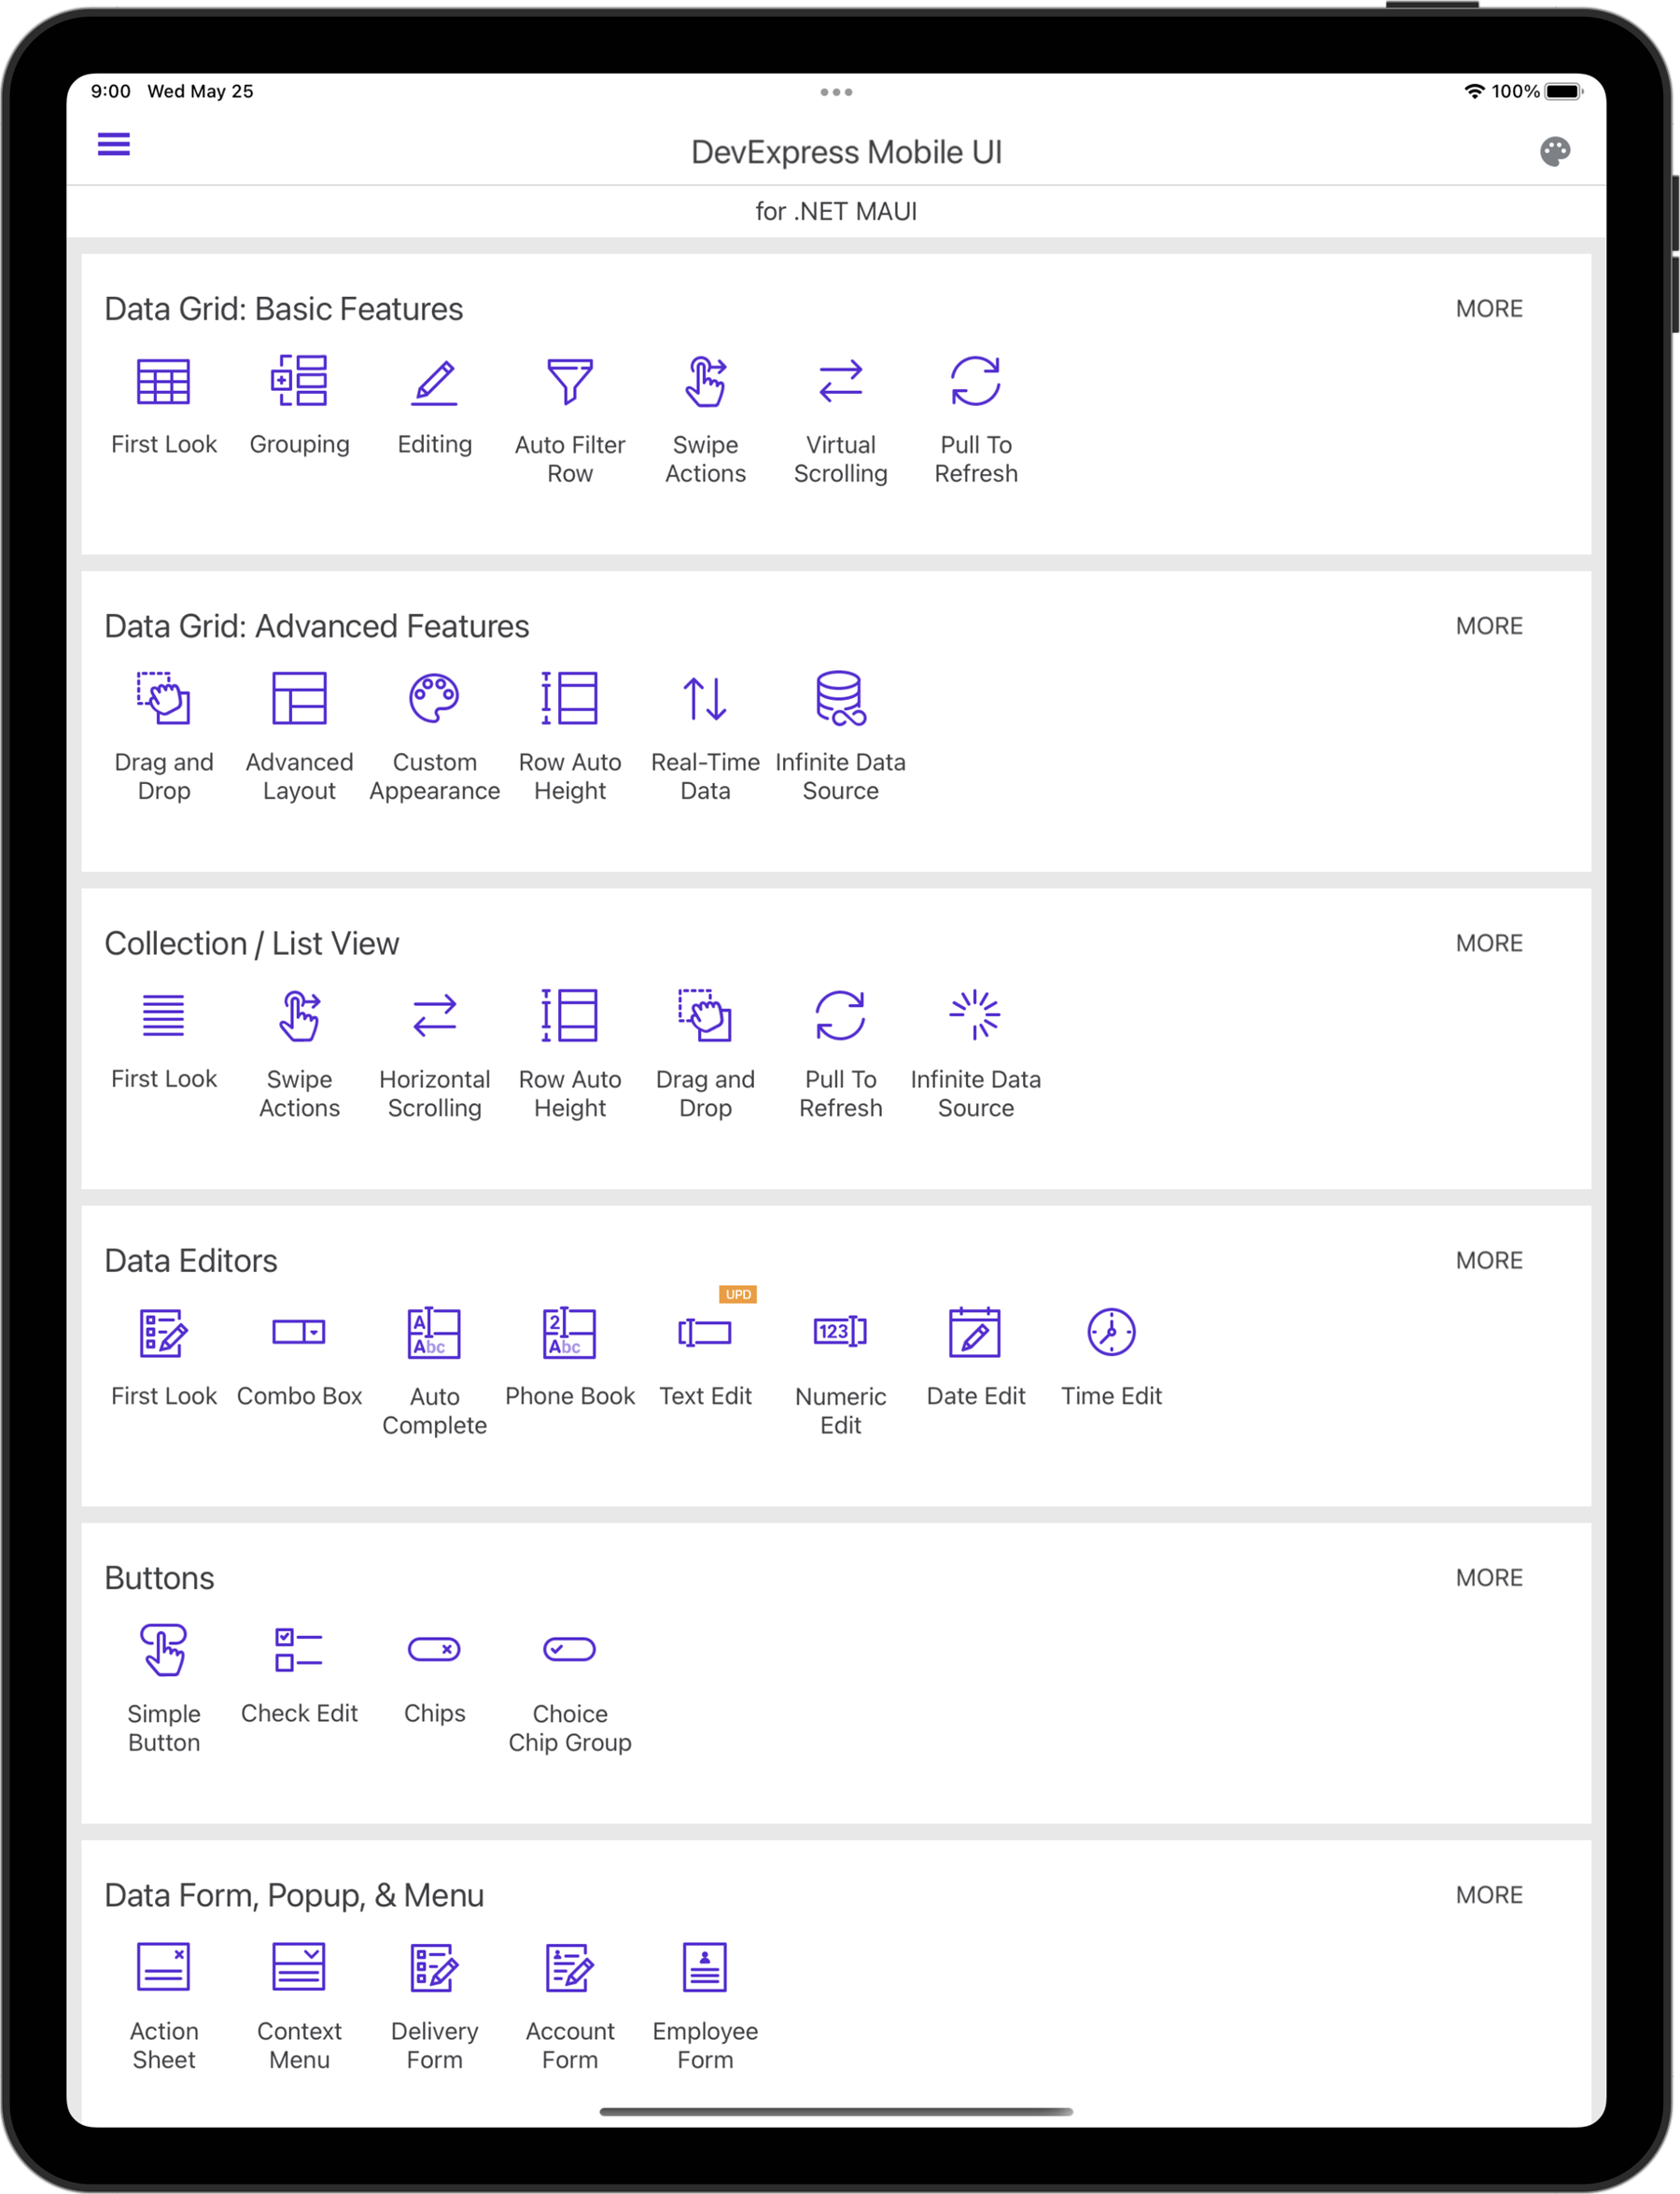 9:00 Wed May 25 100%
DevExpress Mobile UI
for .NET MAUI
Data Grid: Basic Features MORE
First Look Grouping Editing Auto Filter Swipe Virtual Pull To
Row Actions Scrolling Refresh
Data Grid: Advanced Features MORE
Drag and Advanced Custom Row Auto Real-Time Infinite Data
Drop Layout Appearance Height Data Source
Collection / List View MORE
First Look Swipe Horizontal Row Auto Drag and Pull To Infinite Data
Actions Scrolling Height Drop Refresh Source
Data Editors MORE
UPD
A 2 123
Abc Abc
First Look Combo Box Auto Phone Book Text Edit Numeric Date Edit Time Edit
Complete Edit
Buttons MORE
Simple Check Edit Chips Choice
Button Chip Group
Data Form, Popup, & Menu MORE
Action Context Delivery Account Employee
Sheet Menu Form Form Form